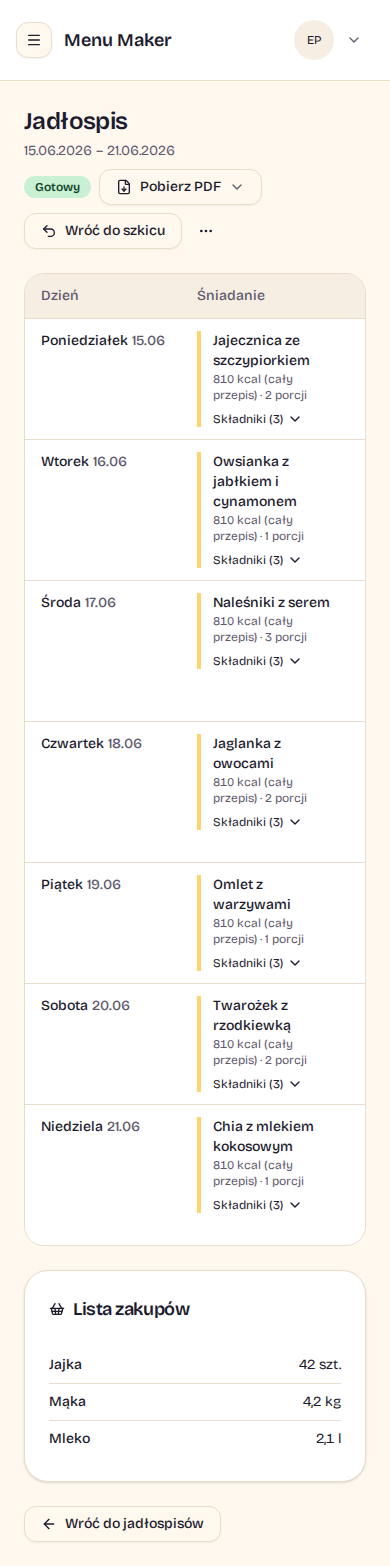 Menu Maker
EP
Jadłospis
15.06.2026 – 21.06.2026
Gotowy
Pobierz PDF
Wróć do szkicu
Dzień
Śniadanie
Poniedziałek 15.06
Jajecznica ze
szczypiorkiem
810 kcal (cały
przepis) · 2 porcji
Składniki (3)
Wtorek 16.06
Owsianka z
jabłkiem i
cynamonem
810 kcal (cały
przepis) · 1 porcji
Składniki (3)
Środa 17.06
Naleśniki z serem
810 kcal (cały
przepis) · 3 porcji
Składniki (3)
Czwartek 18.06
Jaglanka z
owocami
810 kcal (cały
przepis) · 2 porcji
Składniki (3)
Piątek 19.06
Omlet z
warzywami
810 kcal (cały
przepis) · 1 porcji
Składniki (3)
Sobota 20.06
Twarożek z
rzodkiewką
810 kcal (cały
przepis) · 2 porcji
Składniki (3)
Niedziela 21.06
Chia z mlekiem
kokosowym
810 kcal (cały
przepis) · 1 porcji
Składniki (3)
Lista zakupów
Jajka 42 szt.
Mąka 4,2 kg
Mleko 2,1 l
Wróć do jadłospisów